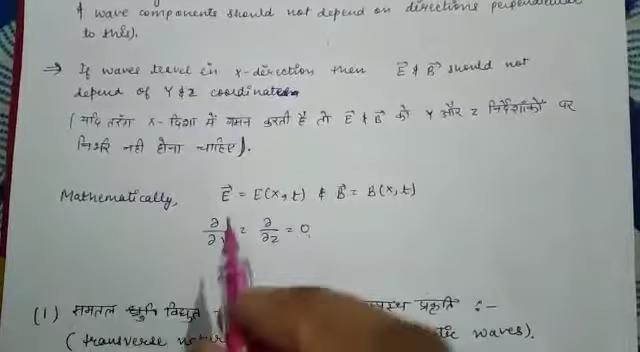 & wave components should not depend on directions perpendicular
to this).
⇒ If waves travel in x-direction then E⃗ & B⃗ should not
depend of Y & Z coordinates
(यदि तरंग x-दिशा में गमन करती है तो E⃗ & B⃗ को Y और Z निर्देशांकों पर
निर्भर नही होना चाहिए).
Mathematically, E⃗ = E(x, t) & B⃗ = B(x, t)
∂/∂y = ∂/∂z = 0
(1) समतल विद्युत प्रकृति :-
(transverse waves).